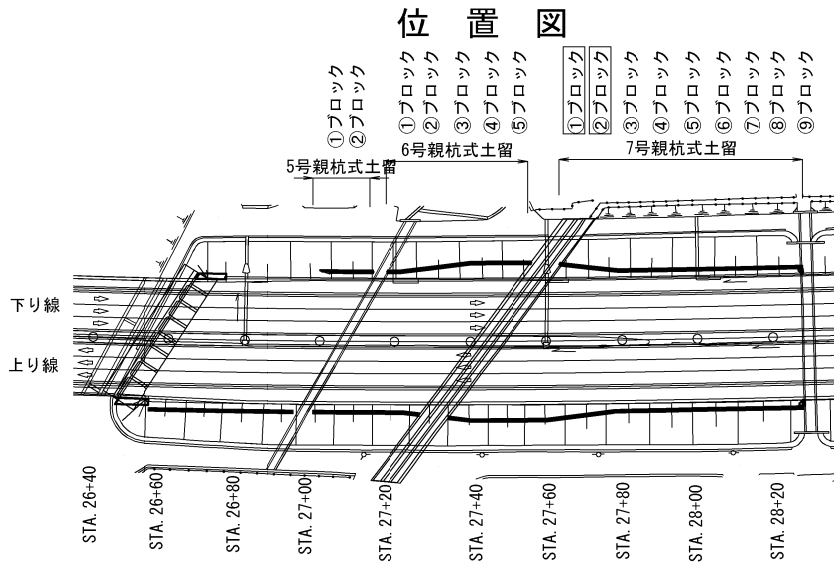 位置図
①ブロック
②ブロック
①ブロック
②ブロック
③ブロック
④ブロック
⑤ブロック
①ブロック
②ブロック
③ブロック
④ブロック
⑤ブロック
⑥ブロック
⑦ブロック
⑧ブロック
⑨ブロック
5号親杭式土留
6号親杭式土留
7号親杭式土留
下り線
上り線
STA. 26+40
STA. 26+60
STA. 26+80
STA. 27+00
STA. 27+20
STA. 27+40
STA. 27+60
STA. 27+80
STA. 28+00
STA. 28+20